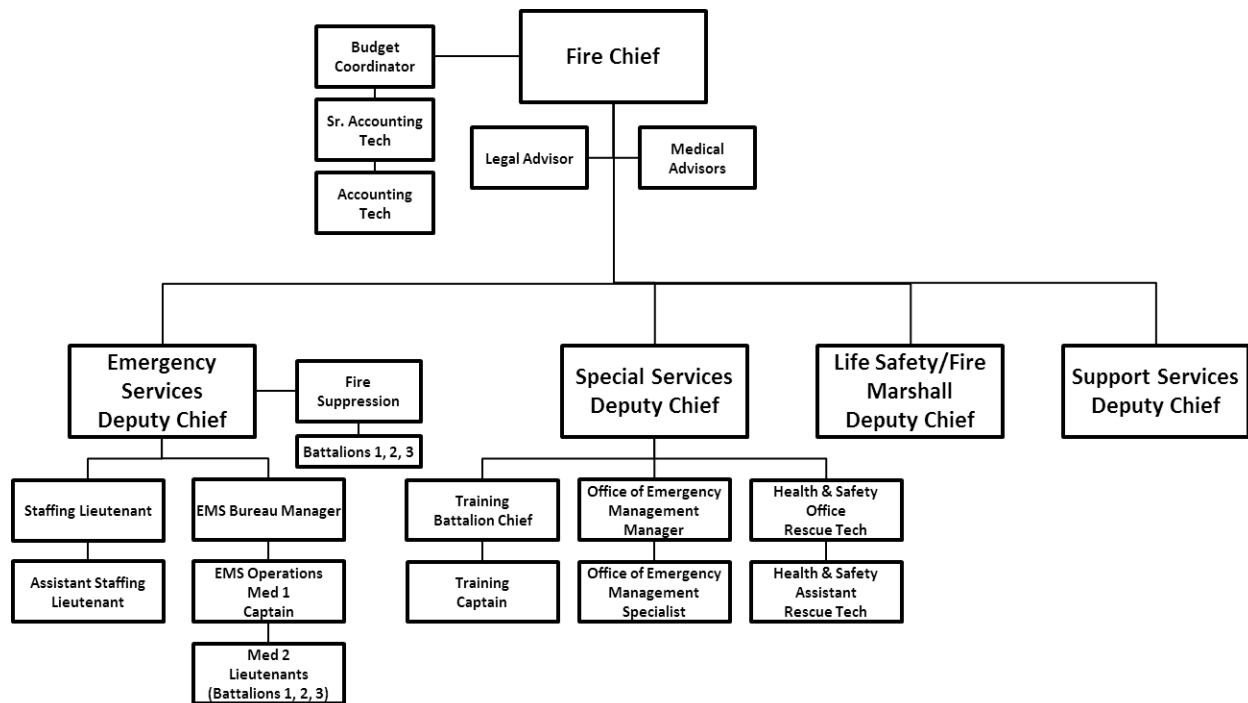 Budget
Coordinator
Fire Chief
Sr. Accounting
Tech
Legal Advisor
Medical
Advisors
Accounting
Tech
Emergency
Services
Deputy Chief
Fire
Suppression
Battalions 1, 2, 3
Special Services
Deputy Chief
Life Safety/Fire
Marshall
Deputy Chief
Support Services
Deputy Chief
Staffing Lieutenant
EMS Bureau Manager
Training
Battalion Chief
Office of Emergency
Management
Manager
Health & Safety
Office
Rescue Tech
Assistant Staffing
Lieutenant
EMS Operations
Med 1
Captain
Training
Captain
Office of Emergency
Management
Specialist
Health & Safety
Assistant
Rescue Tech
Med 2
Lieutenants
(Battalions 1, 2, 3)